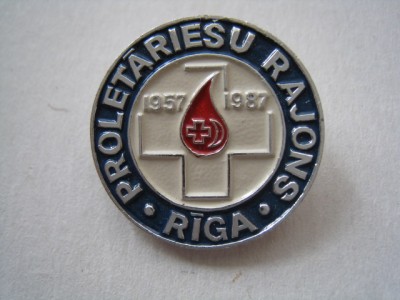 PROLETĀRIEŠU RAJONS
1957 1987
• RĪGA •